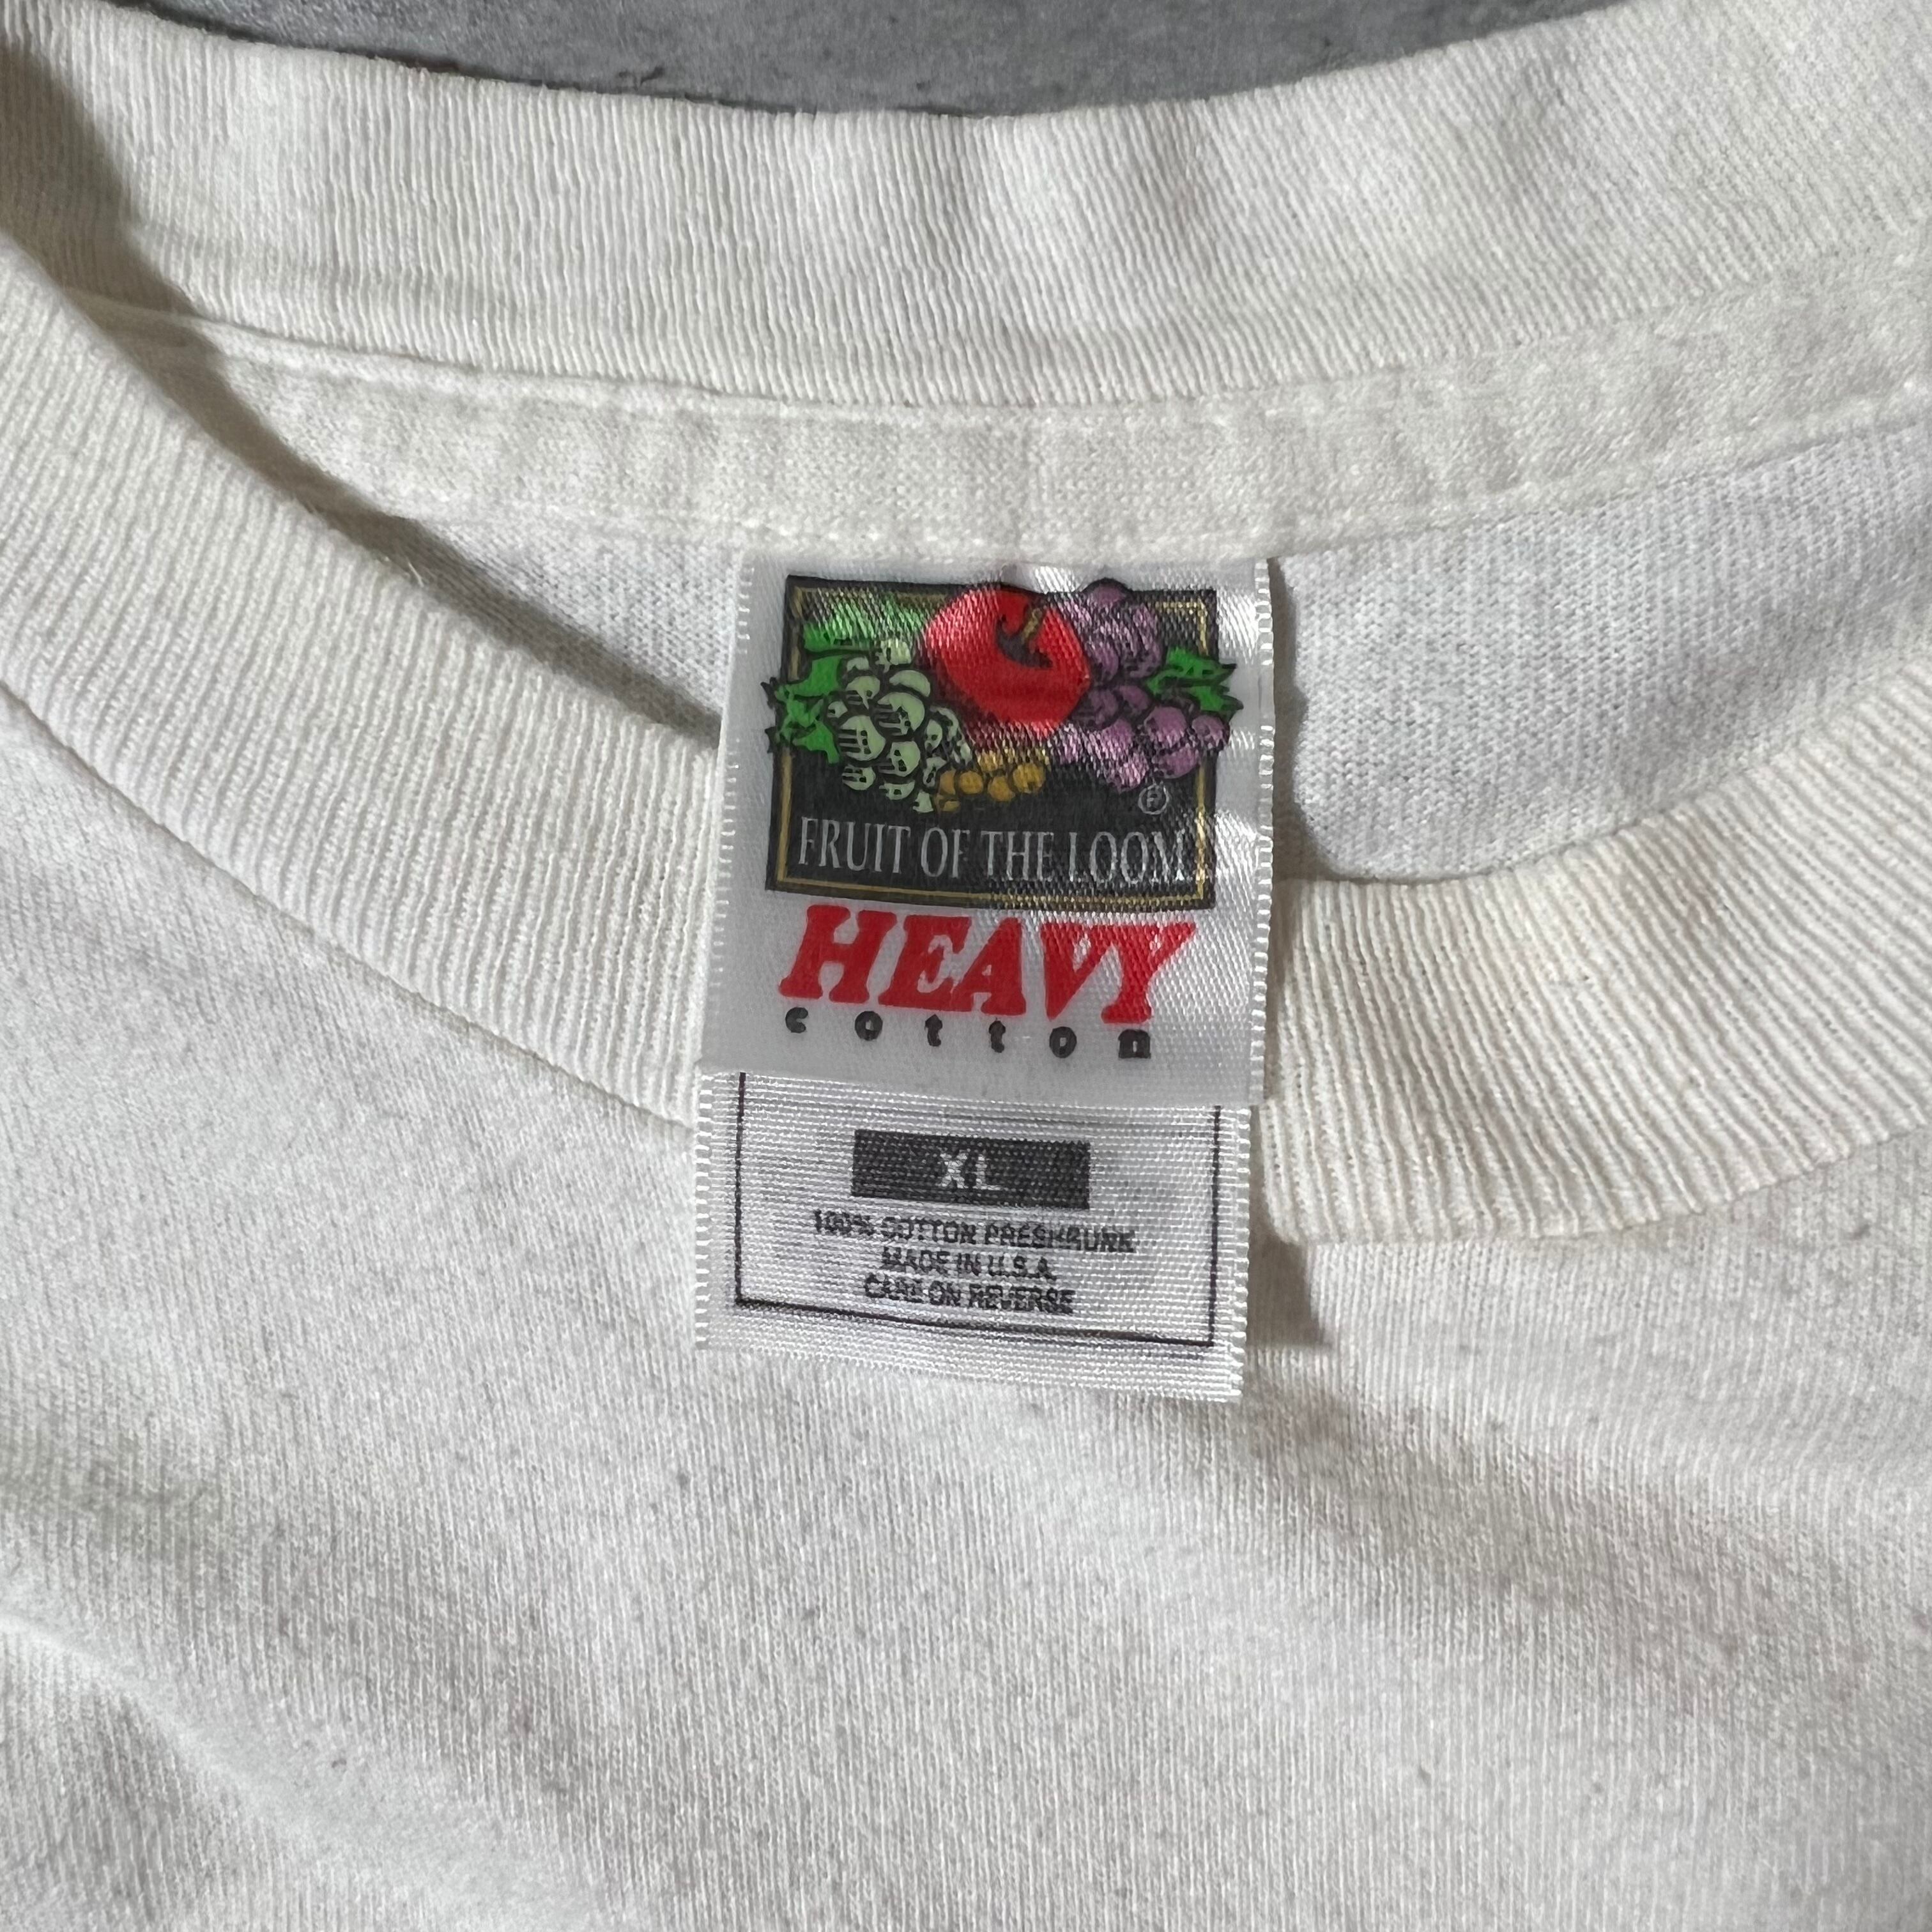 ®
FRUIT OF THE LOOM
HEAVY
cotton
XL
100% COTTON PRESHRUNK
MADE IN U.S.A.
CARE ON REVERSE